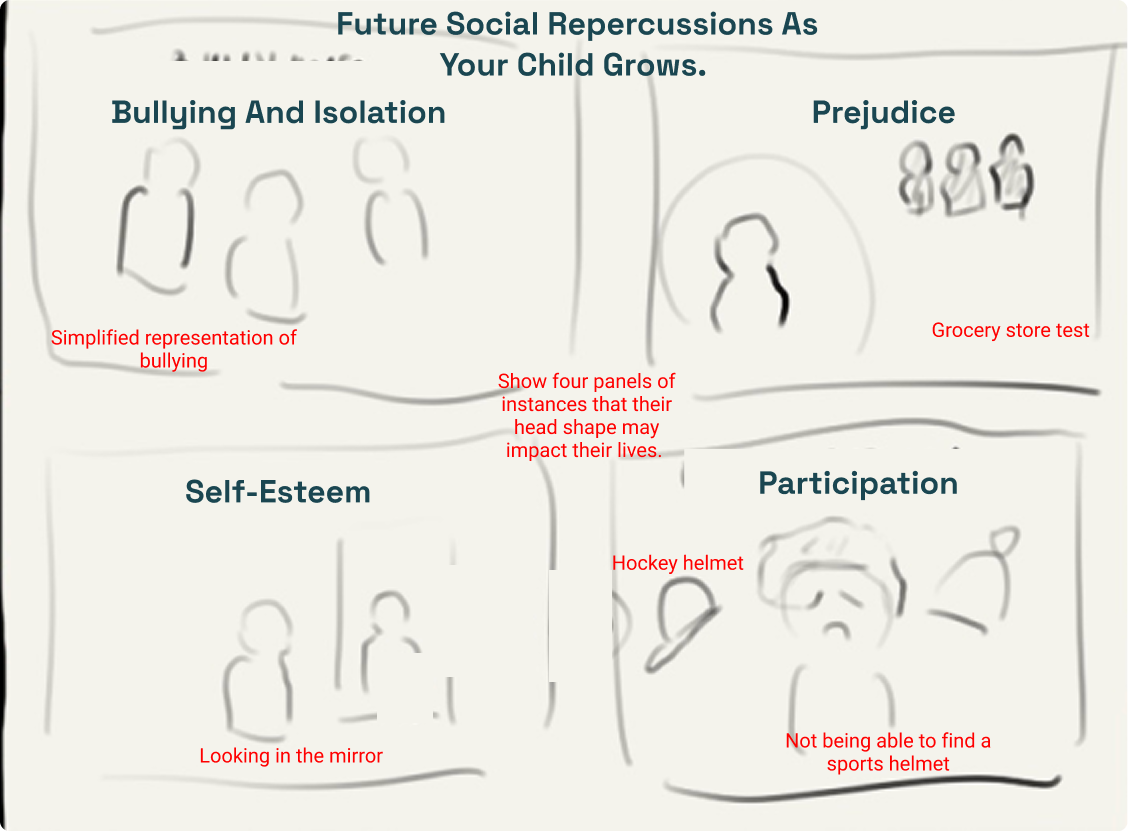 Future Social Repercussions As
Your Child Grows.
Bullying And Isolation
Prejudice
Simplified representation of
bullying
Grocery store test
Show four panels of
instances that their
head shape may
impact their lives.
Self-Esteem
Participation
Hockey helmet
Looking in the mirror
Not being able to find a
sports helmet